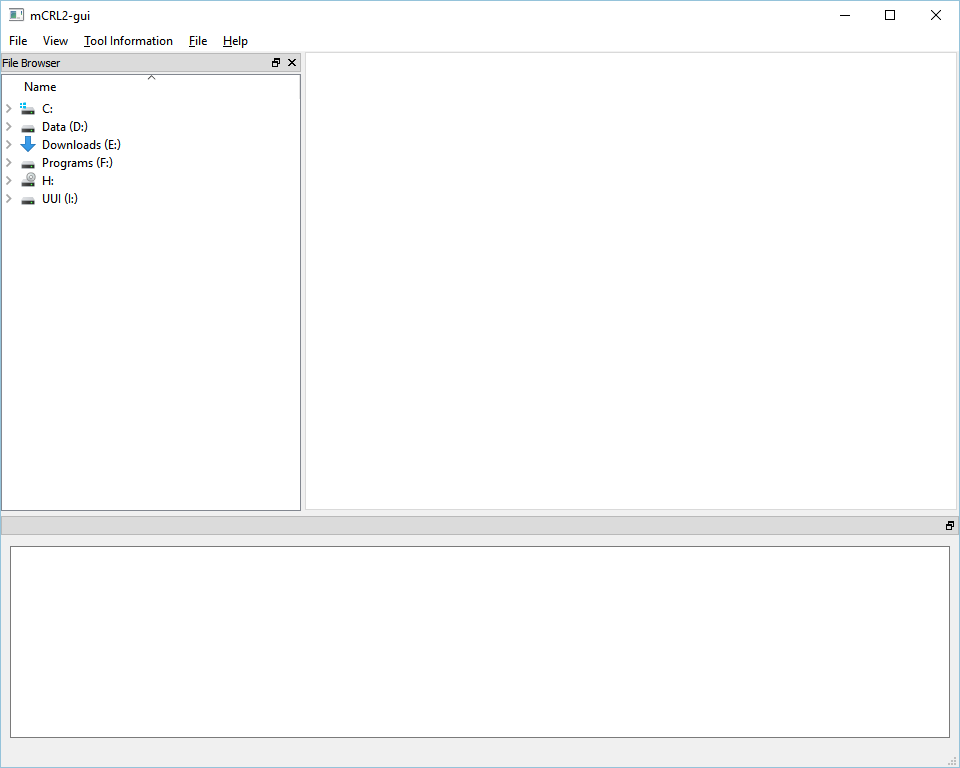 mCRL2-gui
File View Tool Information File Help
File Browser
Name
C:
Data (D:)
Downloads (E:)
Programs (F:)
H:
UUI (I:)